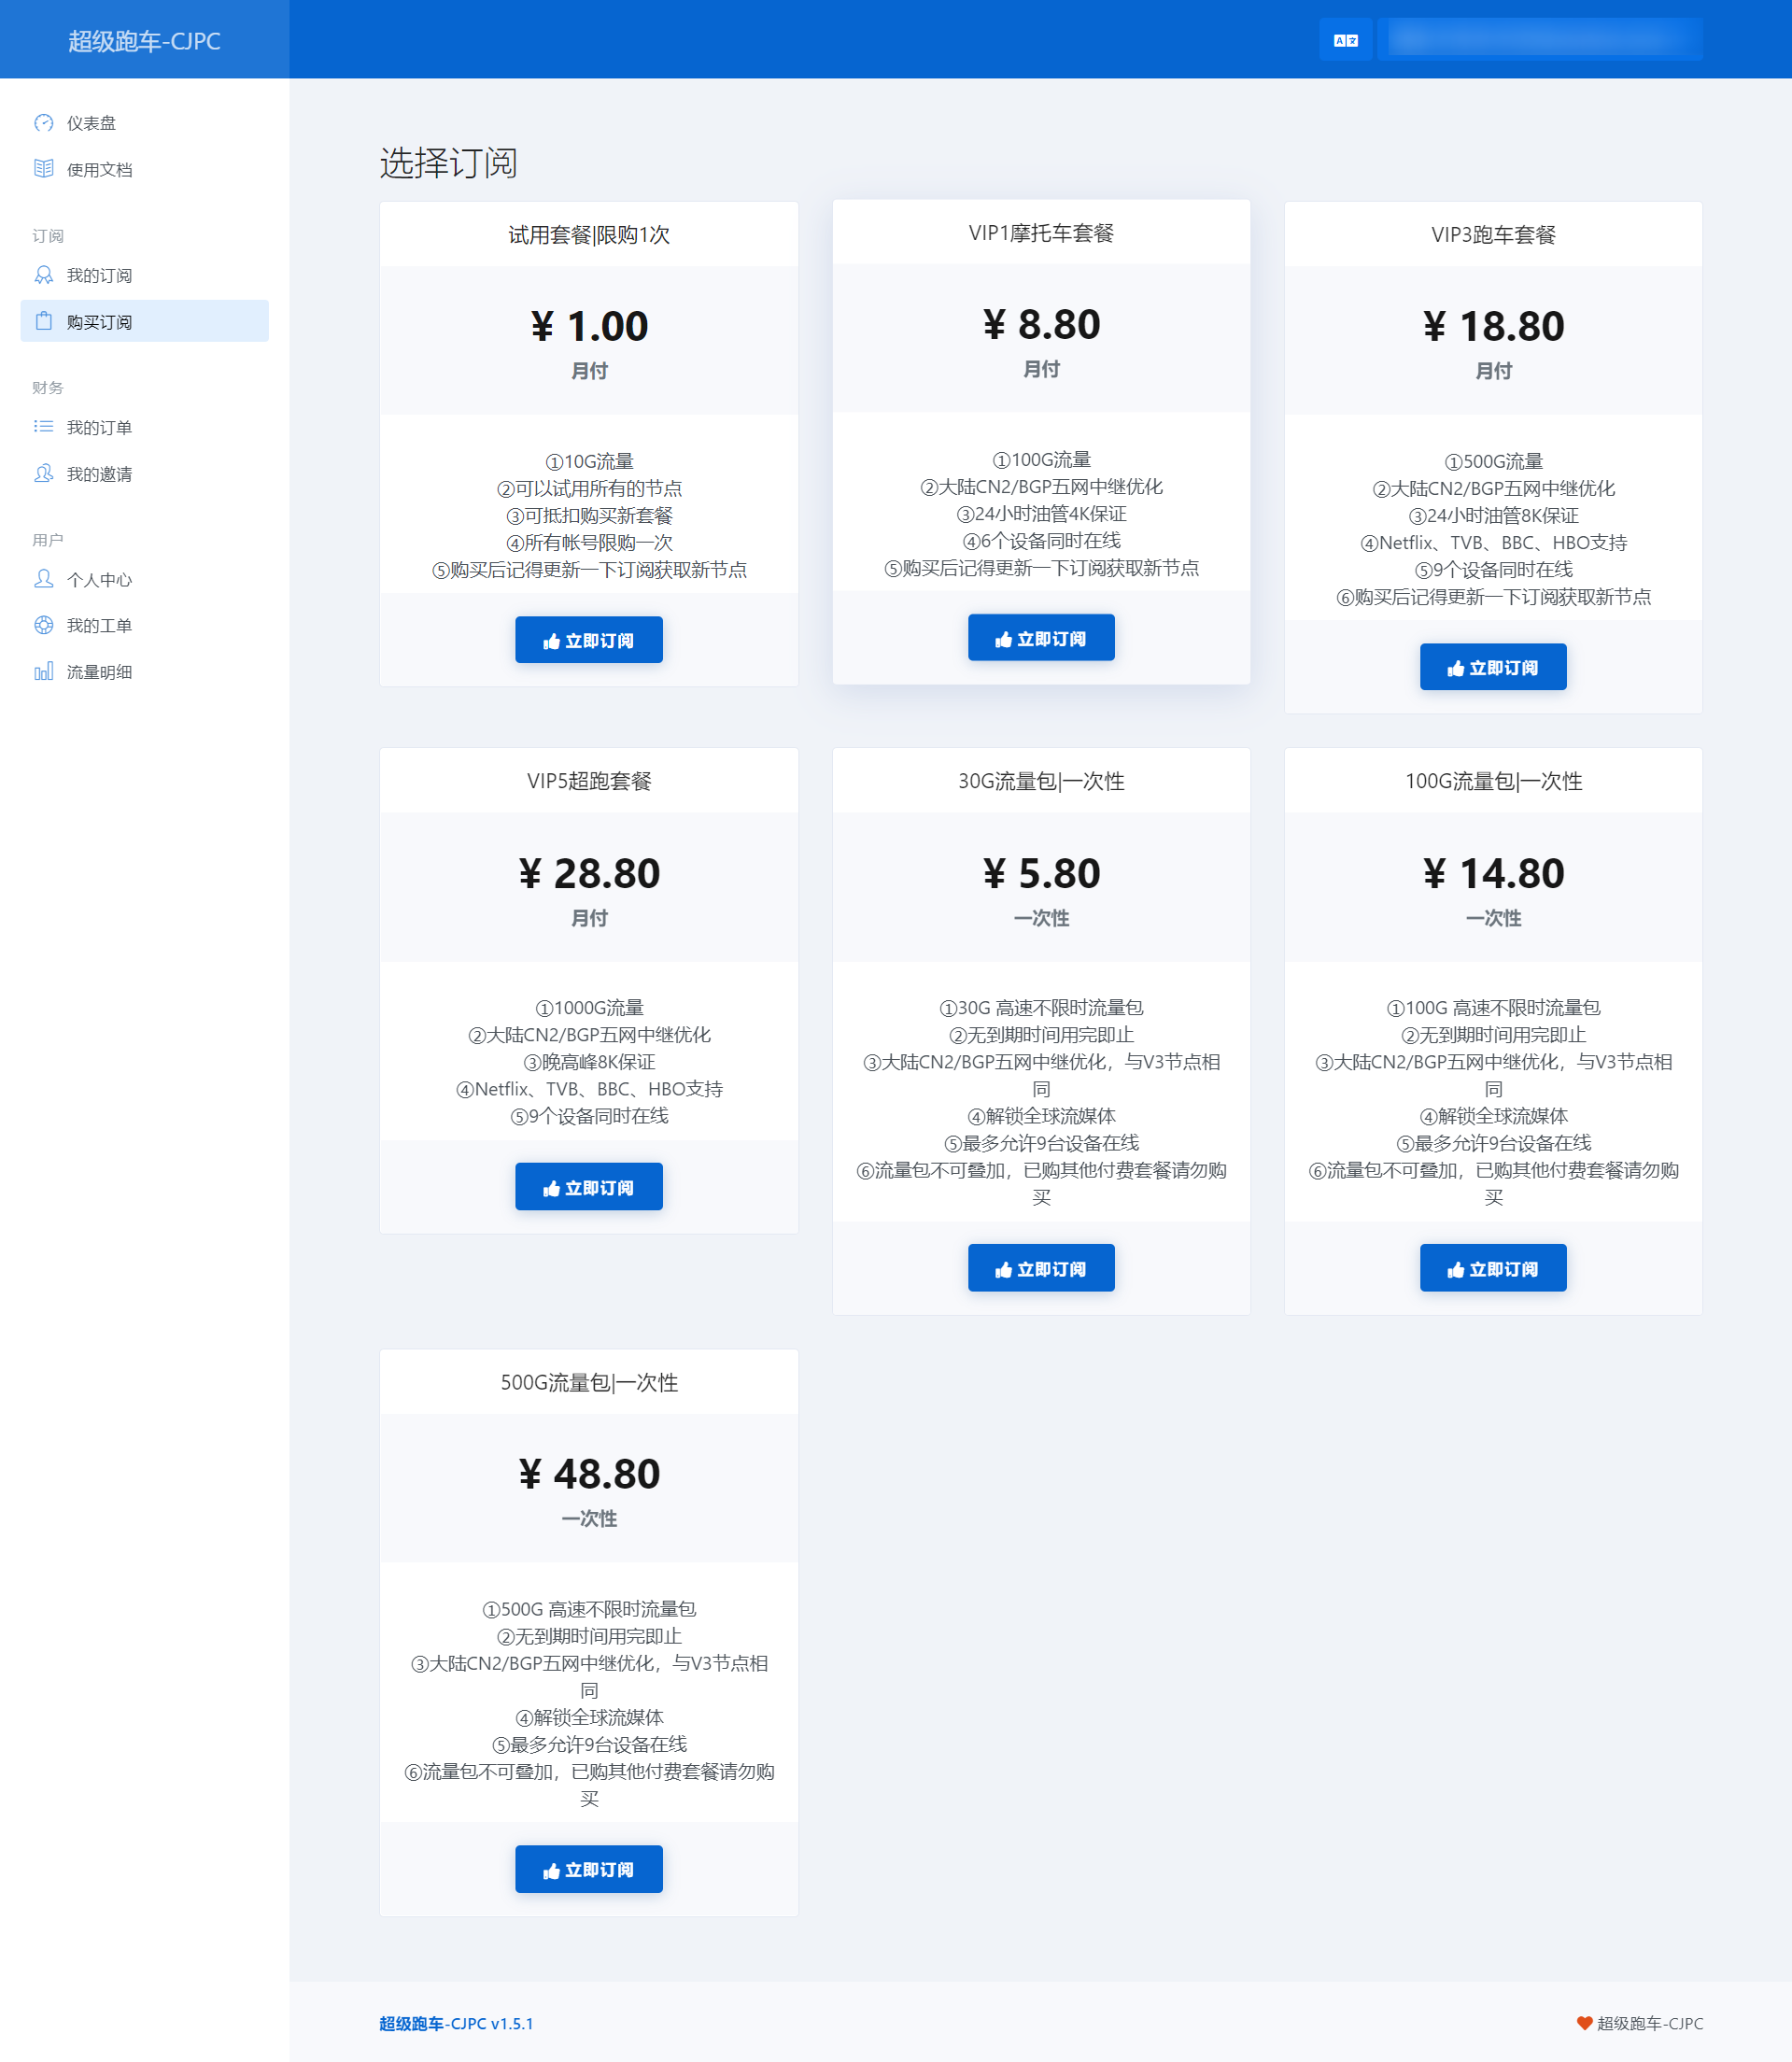 超级跑车-CJPC
仪表盘
使用文档
订阅
我的订阅
购买订阅
财务
我的订单
我的邀请
用户
个人中心
我的工单
流量明细
选择订阅
试用套餐|限购1次
¥ 1.00
月付
①10G流量
②可以试用所有的节点
③可抵扣购买新套餐
④所有帐号限购一次
⑤购买后记得更新一下订阅获取新节点
立即订阅
VIP1摩托车套餐
¥ 8.80
月付
①100G流量
②大陆CN2/BGP五网中继优化
③24小时油管4K保证
④6个设备同时在线
⑤购买后记得更新一下订阅获取新节点
立即订阅
VIP3跑车套餐
¥ 18.80
月付
①500G流量
②大陆CN2/BGP五网中继优化
③24小时油管8K保证
④Netflix、TVB、BBC、HBO支持
⑤9个设备同时在线
⑥购买后记得更新一下订阅获取新节点
立即订阅
VIP5超跑套餐
¥ 28.80
月付
①1000G流量
②大陆CN2/BGP五网中继优化
③晚高峰8K保证
④Netflix、TVB、BBC、HBO支持
⑤9个设备同时在线
立即订阅
30G流量包|一次性
¥ 5.80
一次性
①30G 高速不限时流量包
②无到期时间用完即止
③大陆CN2/BGP五网中继优化，与V3节点相
同
④解锁全球流媒体
⑤最多允许9台设备在线
⑥流量包不可叠加，已购其他付费套餐请勿购
买
立即订阅
100G流量包|一次性
¥ 14.80
一次性
①100G 高速不限时流量包
②无到期时间用完即止
③大陆CN2/BGP五网中继优化，与V3节点相
同
④解锁全球流媒体
⑤最多允许9台设备在线
⑥流量包不可叠加，已购其他付费套餐请勿购
买
立即订阅
500G流量包|一次性
¥ 48.80
一次性
①500G 高速不限时流量包
②无到期时间用完即止
③大陆CN2/BGP五网中继优化，与V3节点相
同
④解锁全球流媒体
⑤最多允许9台设备在线
⑥流量包不可叠加，已购其他付费套餐请勿购
买
立即订阅
超级跑车-CJPC v1.5.1
超级跑车-CJPC